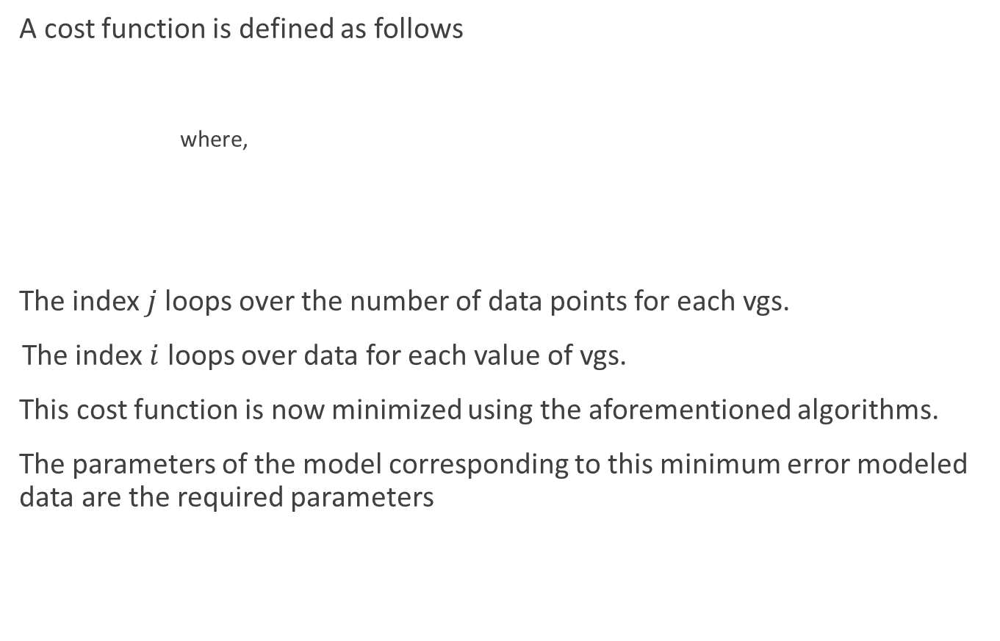 A cost function is defined as follows
where,
The index j loops over the number of data points for each vgs.
The index i loops over data for each value of vgs.
This cost function is now minimized using the aforementioned algorithms.
The parameters of the model corresponding to this minimum error modeled
data are the required parameters